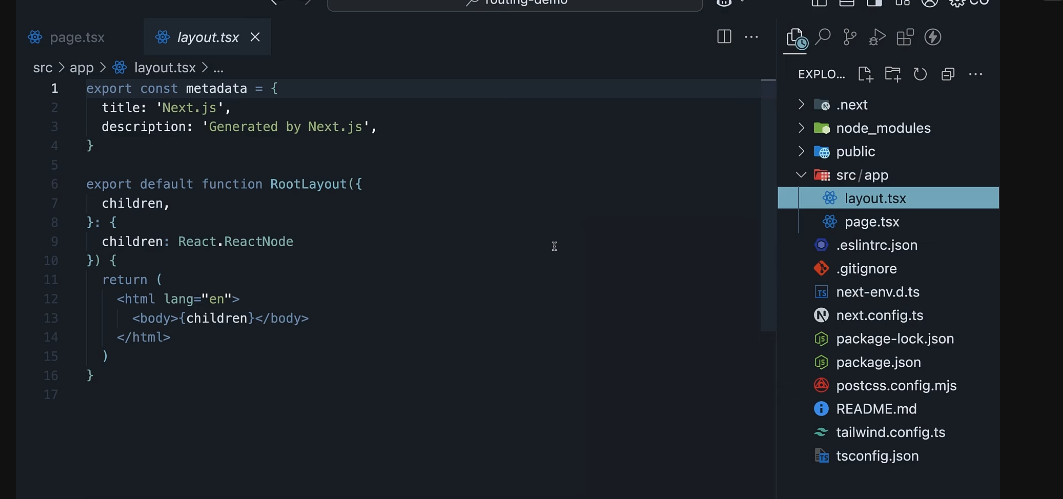 routing-demo
page.tsx
layout.tsx
src > app > layout.tsx > ...
1 export const metadata = {
2 title: 'Next.js',
3 description: 'Generated by Next.js',
4 }
5
6 export default function RootLayout({
7 children,
8 }: {
9 children: React.ReactNode
10 }) {
11 return (
12 <html lang="en">
13 <body>{children}</body>
14 </html>
15 )
16 }
17
EXPLO...
.next
node_modules
public
src/app
layout.tsx
page.tsx
.eslintrc.json
.gitignore
TS next-env.d.ts
next.config.ts
package-lock.json
package.json
postcss.config.mjs
README.md
tailwind.config.ts
tsconfig.json